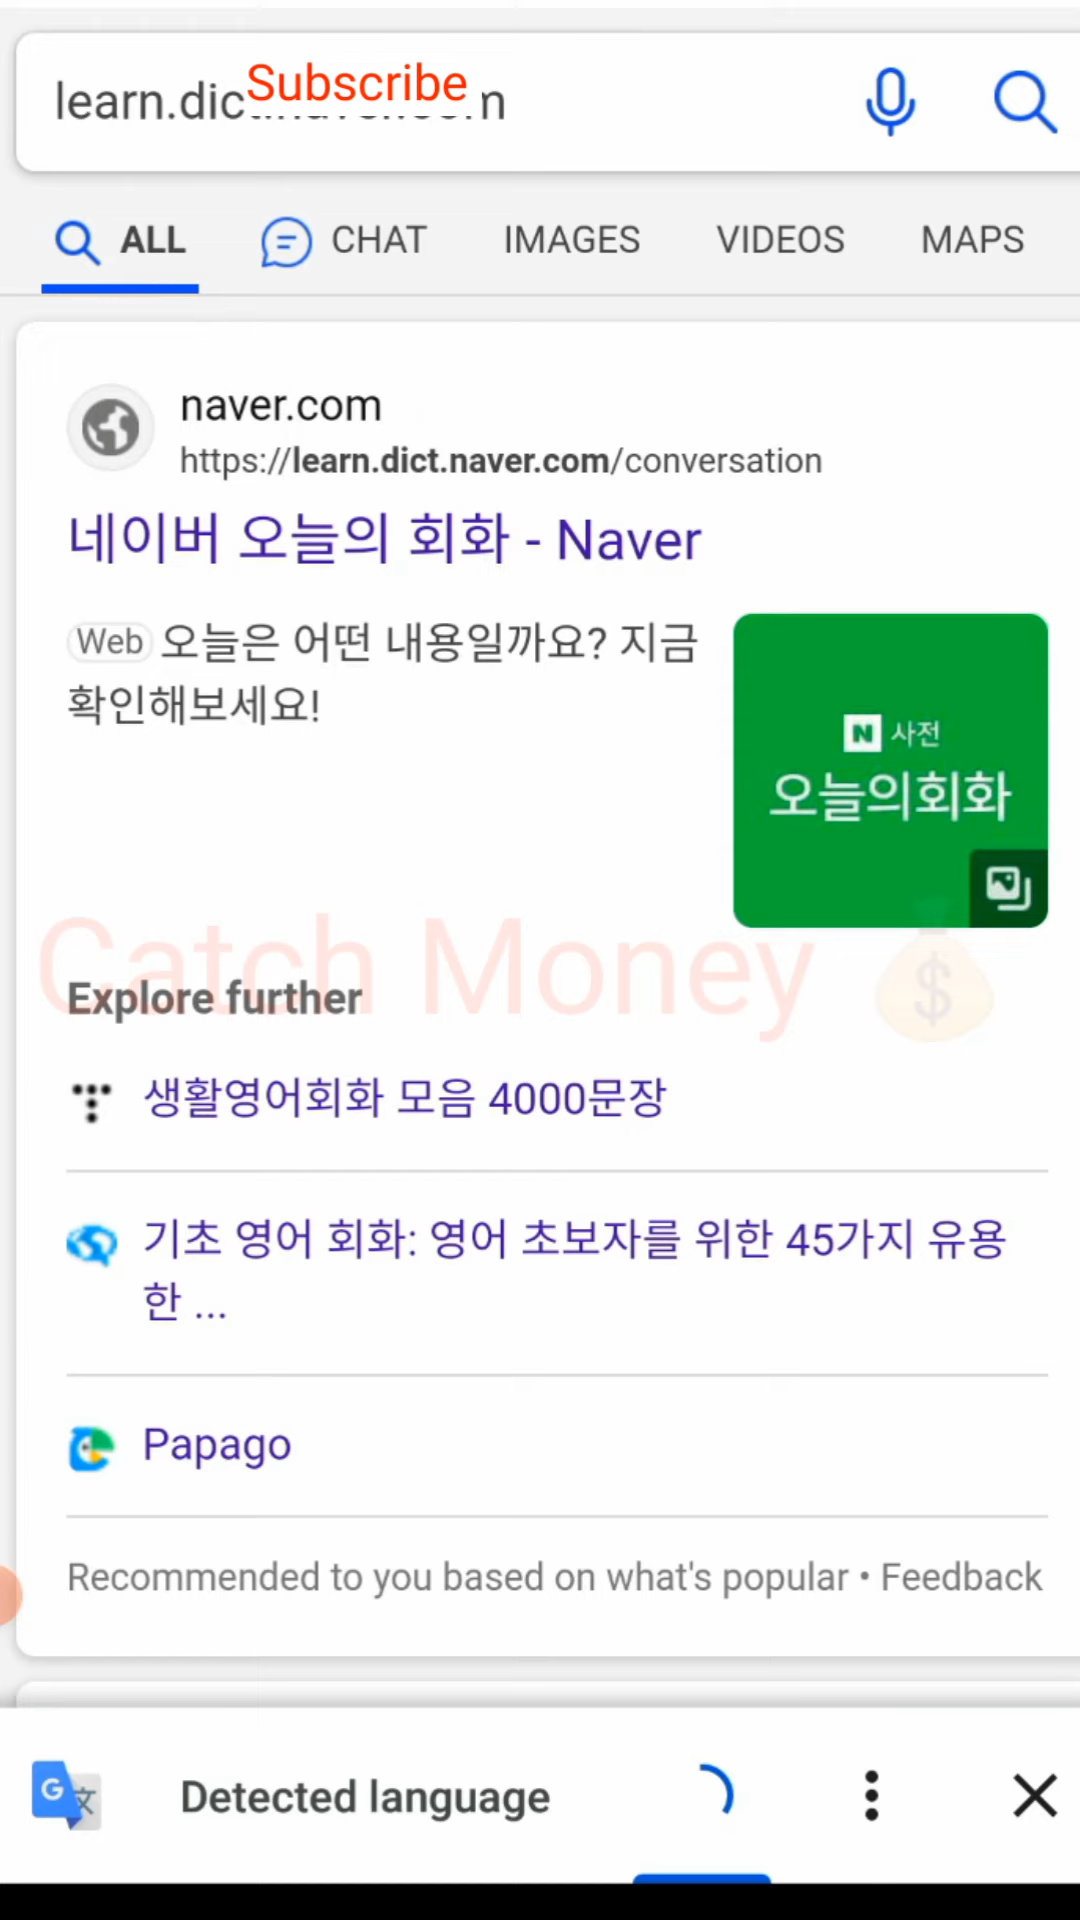 learn.dic
Subscribe
n
ALL
CHAT
IMAGES
VIDEOS
MAPS
naver.com
https://learn.dict.naver.com/conversation
네이버 오늘의 회화 - Naver
Web 오늘은 어떤 내용일까요? 지금
확인해보세요!
N 사전
오늘의회화
Catch Money
Explore further
생활영어회화 모음 4000문장
기초 영어 회화: 영어 초보자를 위한 45가지 유용
한 ...
Papago
Recommended to you based on what's popular • Feedback
G 文
Detected language